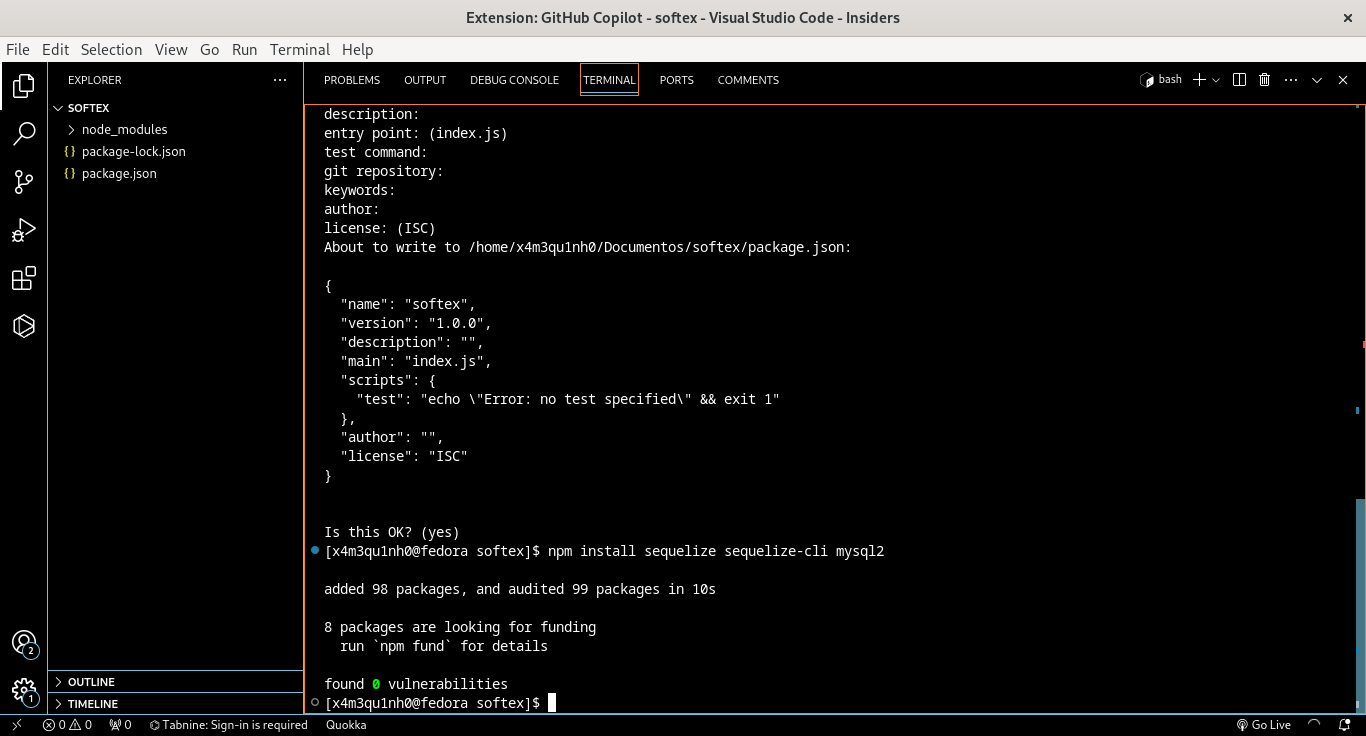 Extension: GitHub Copilot - softex - Visual Studio Code - Insiders
File Edit Selection View Go Run Terminal Help
EXPLORER
SOFTEX
node_modules
package-lock.json
package.json
OUTLINE
TIMELINE
2
1
PROBLEMS OUTPUT DEBUG CONSOLE TERMINAL PORTS COMMENTS
bash
description:
entry point: (index.js)
test command:
git repository:
keywords:
author:
license: (ISC)
About to write to /home/x4m3qu1nh0/Documentos/softex/package.json:
{
"name": "softex",
"version": "1.0.0",
"description": "",
"main": "index.js",
"scripts": {
"test": "echo \"Error: no test specified\" && exit 1"
},
"author": "",
"license": "ISC"
}
Is this OK? (yes)
[x4m3qu1nh0@fedora softex]$ npm install sequelize sequelize-cli mysql2
added 98 packages, and audited 99 packages in 10s
8 packages are looking for funding
run `npm fund` for details
found 0 vulnerabilities
[x4m3qu1nh0@fedora softex]$
0 0 0 Tabnine: Sign-in is required Quokka Go Live